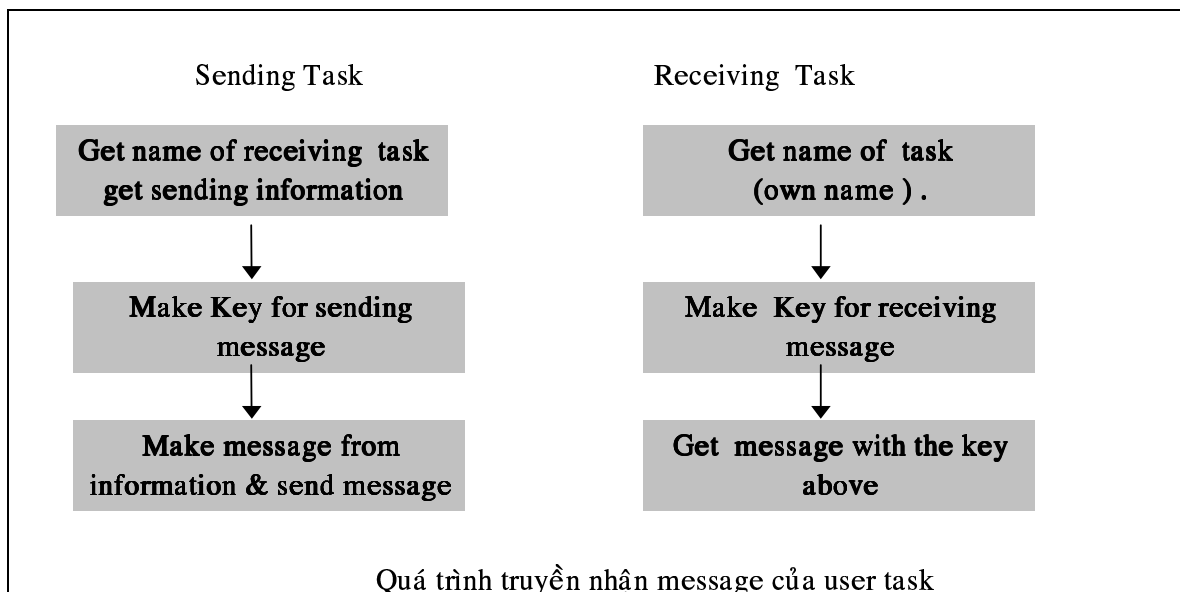 Sending Task
Receiving Task
Get name of receiving task
get sending information
Get name of task
(own name ) .
Make Key for sending
message
Make Key for receiving
message
Make message from
information & send message
Get message with the key
above
Quá trình truyền nhân message của user task